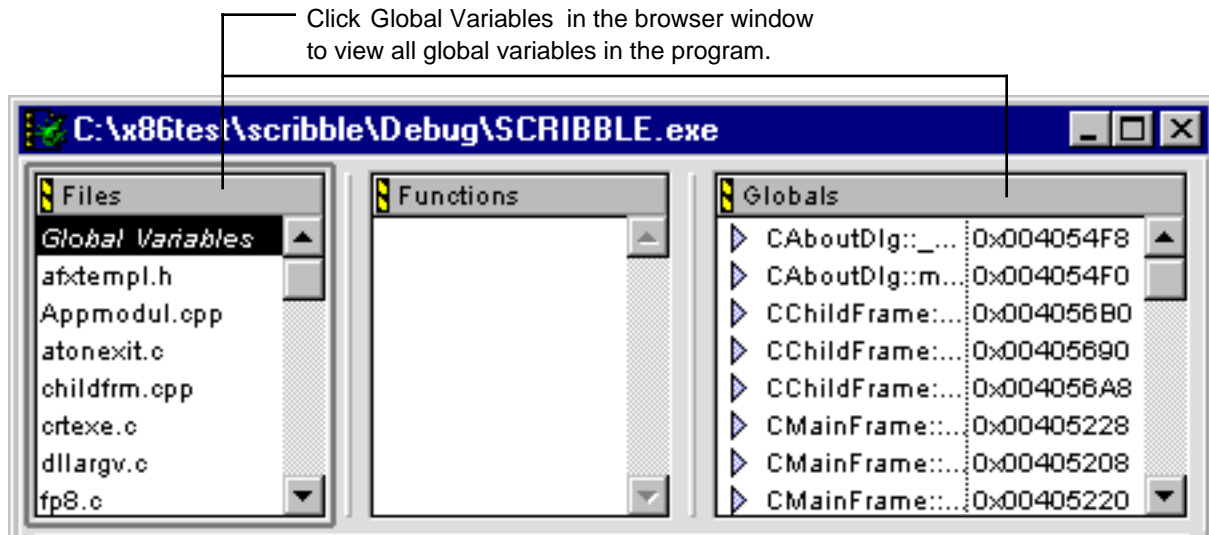 Click Global Variables in the browser window
to view all global variables in the program.
C:\x86test\scribble\Debug\SCRIBBLE.exe
Files
Global Variables
afxtempl.h
Appmodul.cpp
atonexit.c
childfrm.cpp
crtexe.c
dllargv.c
fp8.c
Functions
Globals
CAboutDlg::_... 0x004054F8
CAboutDlg::m... 0x004054F0
CChildFrame:... 0x004056B0
CChildFrame:... 0x00405690
CChildFrame:... 0x004056A8
CMainFrame::... 0x00405228
CMainFrame::... 0x00405208
CMainFrame::... 0x00405220